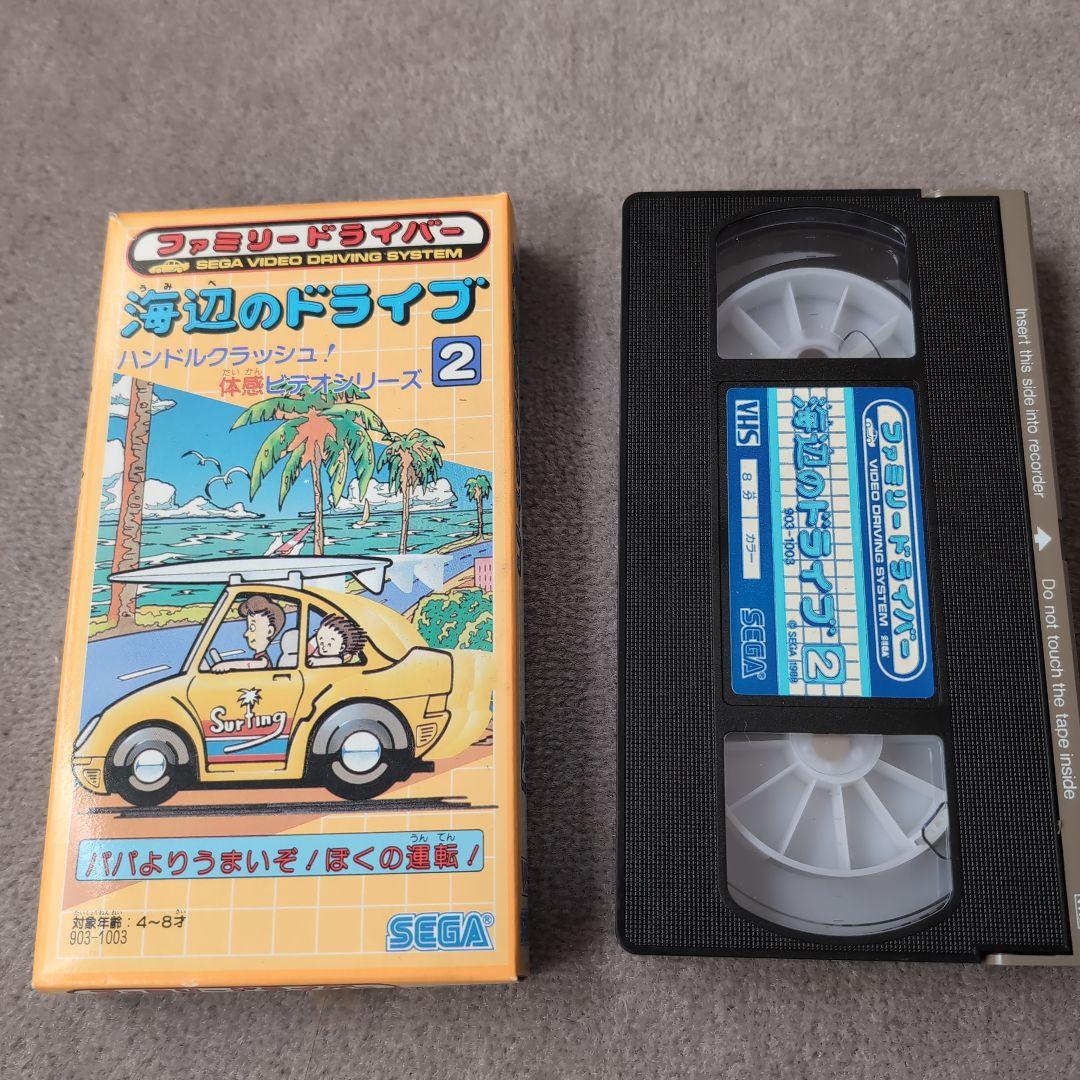 ファミリードライバー
SEGA VIDEO DRIVING SYSTEM
うみべ
海辺のドライブ
ハンドルクラッシュ!
たいかん
体感ビデオシリーズ 2
Surfing
うんてん
パパよりうまいぞ!ぼくの運転!
たいしょうねんれい さい
対象年齢:4~8才
903-1003
SEGA®
ファミリードライバー
VIDEO DRIVING SYSTEM SEGA
海辺のドライブ 2
903-1003
© SEGA 1988
VHS
8分 カラー
SEGA
Insert this side into recorder
Do not touch the tape inside